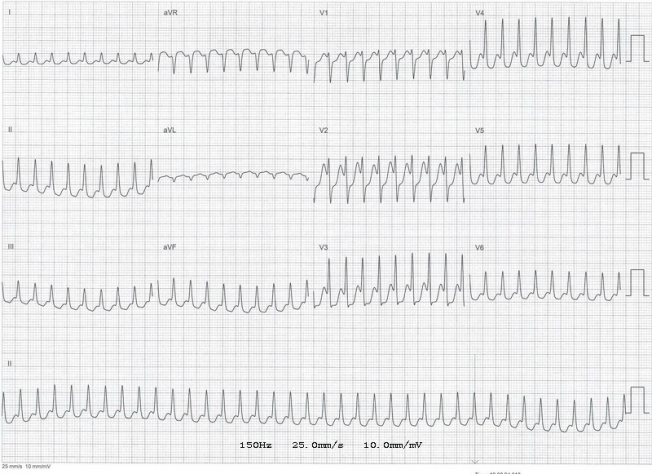 I aVR V1 V4
II aVL V2 V5
III aVF V3 V6
II
150Hz 25.0mm/s 10.0mm/mV
25 mm/s 10 mm/mV